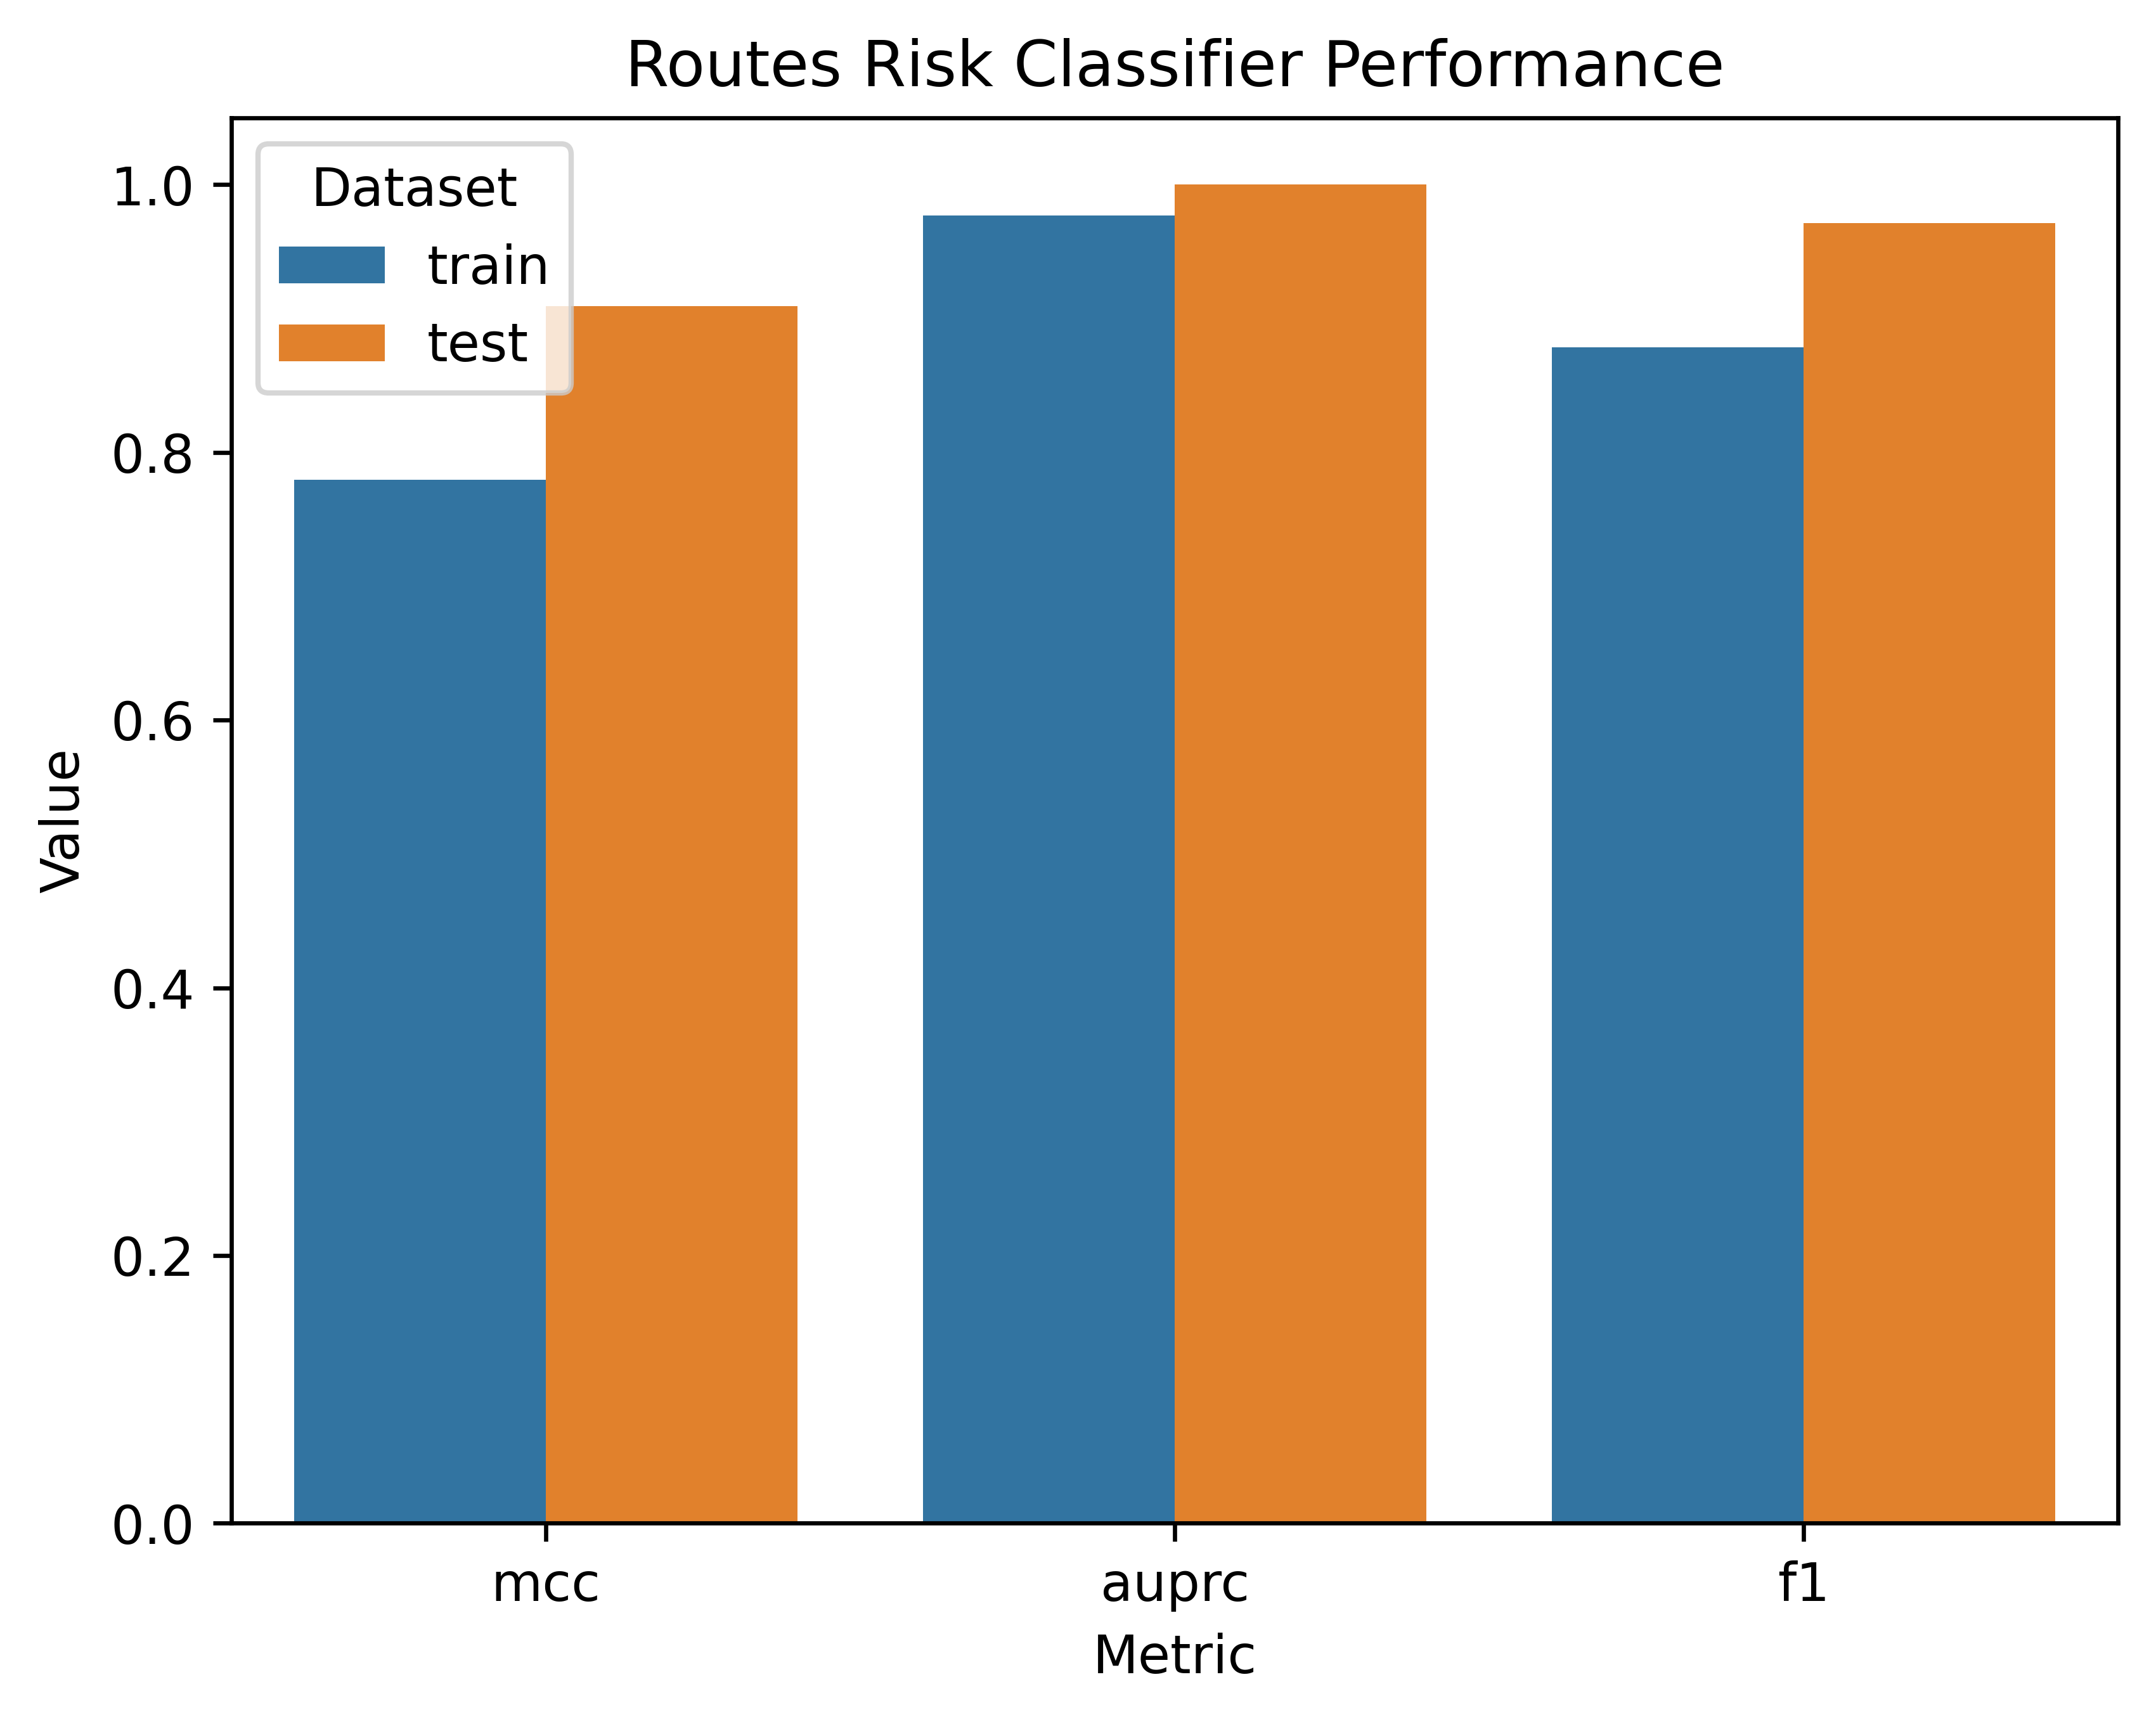 Routes Risk Classifier Performance
Dataset
train
test
1.0
0.8
0.6
0.4
0.2
0.0
Value
mcc
auprc
f1
Metric